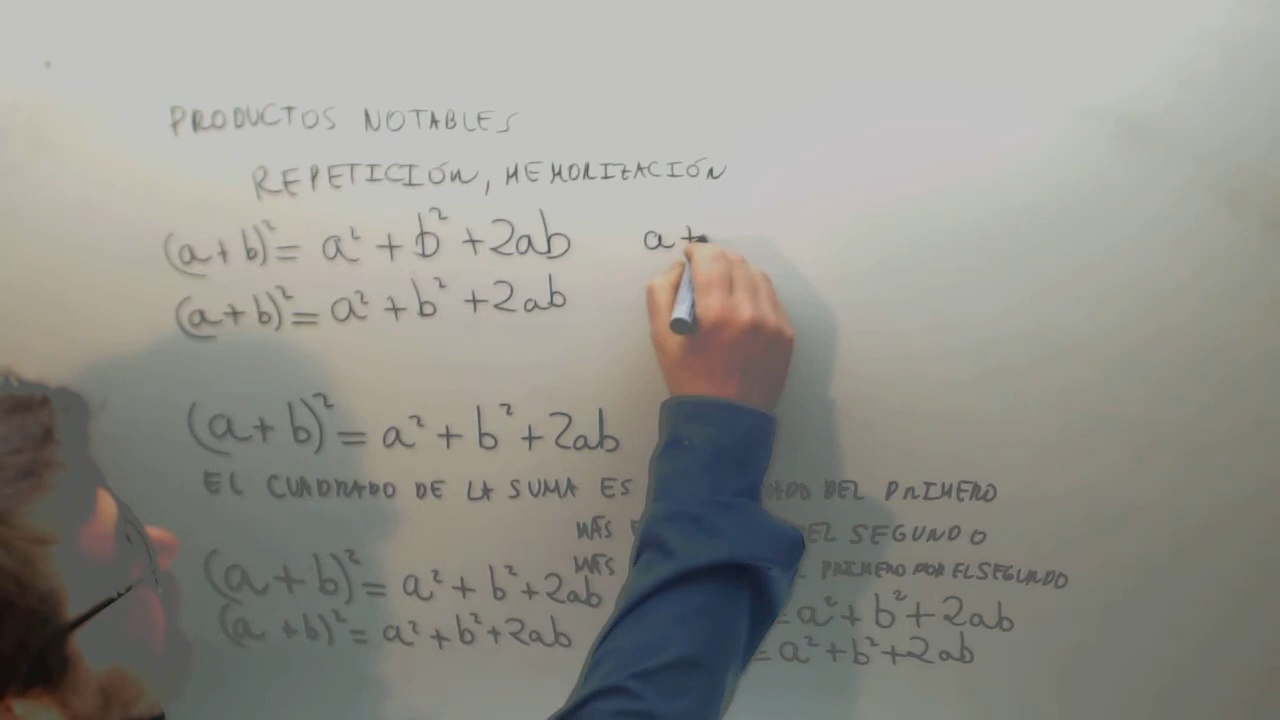 PRODUCTOS NOTABLES
REPETICIÓN, MEMORIZACIÓN
(a+b)² = a² + b² + 2ab a +
(a+b)² = a² + b² + 2ab
(a+b)² = a² + b² + 2ab
EL CUADRADO DE LA SUMA ES DEL PRIMERO
MÁS EL SEGUNDO
MÁS PRIMERO POR EL SEGUNDO
(a+b)² = a² + b² + 2ab = a² + b² + 2ab
(a+b)² = a² + b² + 2ab = a² + b² + 2ab